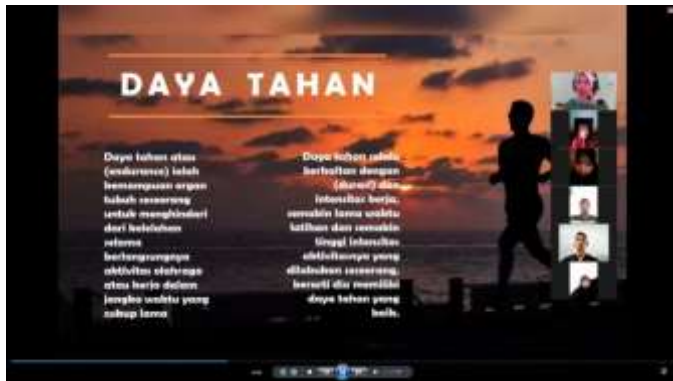 DAYA TAHAN
Daya tahan atau
(endurance) ialah
kemampuan organ
tubuh seseorang
untuk menghindari
dari kelelahan
selama
berlangsungnya
aktivitas olahraga
atau kerja dalam
jangka waktu yang
cukup lama
Daya tahan selalu
berkaitan dengan
(durasi) dan
intensitas kerja.
semakin lama waktu
latihan dan semakin
tinggi intensitas
aktivitasnya yang
dilakukan seseorang,
berarti dia memiliki
daya tahan yang
baik.